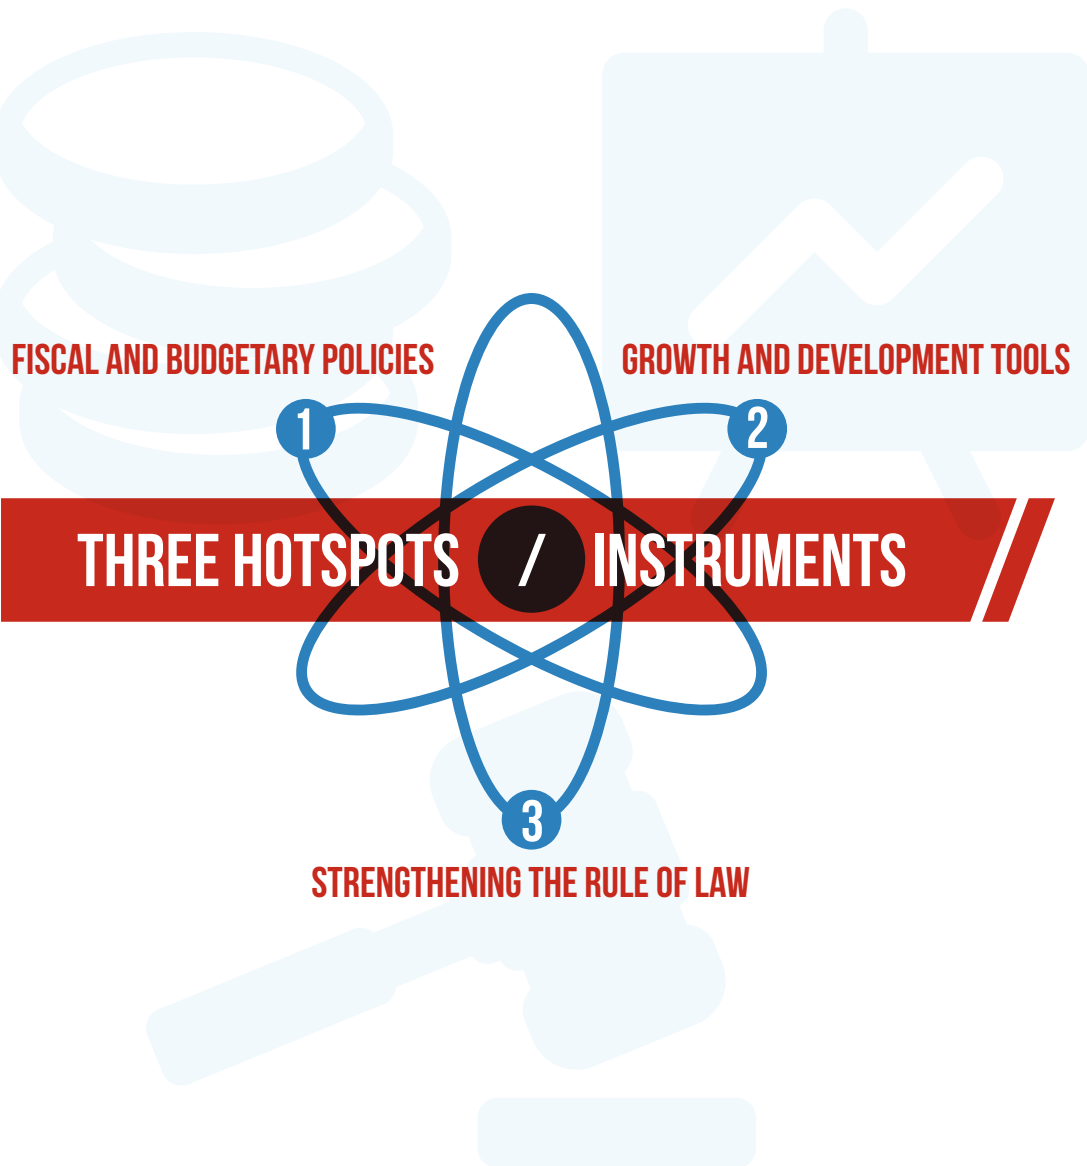 FISCAL AND BUDGETARY POLICIES
GROWTH AND DEVELOPMENT TOOLS
1
2
THREE HOTSPOTS / INSTRUMENTS
3
STRENGTHENING THE RULE OF LAW